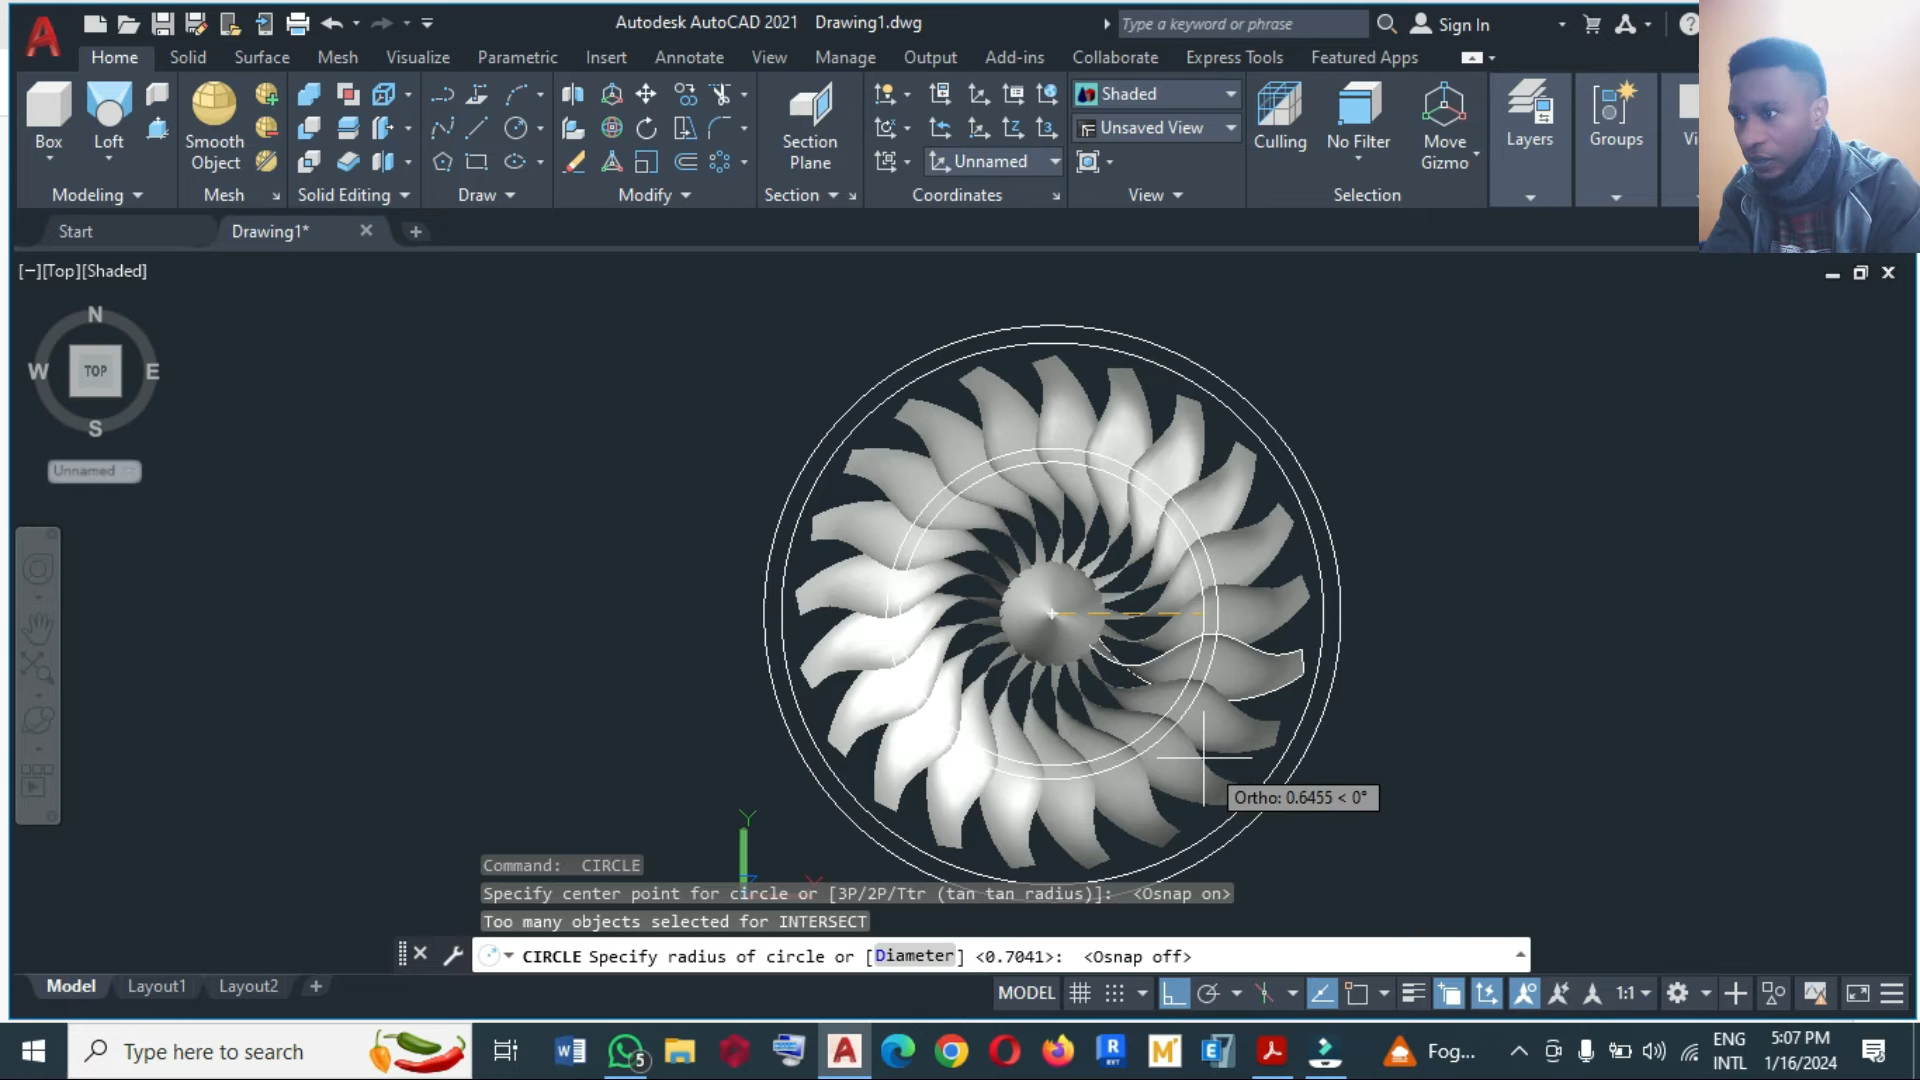 Autodesk AutoCAD 2021 Drawing1.dwg
Type a keyword or phrase
Sign In
Home Solid Surface Mesh Visualize Parametric Insert Annotate View Manage Output Add-ins Collaborate Express Tools Featured Apps
Box
Loft
Smooth
Object
Section
Plane
Shaded
Unsaved View
Unnamed
Culling
No Filter
Move
Gizmo
Layers
Groups
Vi
Modeling Mesh Solid Editing Draw Modify Section Coordinates View Selection
Start
Drawing1*
[−][Top][Shaded]
N
W TOP E
S
Unnamed
Ortho: 0.6455 < 0°
Y
X
Command: CIRCLE
Specify center point for circle or [3P/2P/Ttr (tan tan radius)]: <Osnap on>
Too many objects selected for INTERSECT
CIRCLE Specify radius of circle or [Diameter] <0.7041>: <Osnap off>
Model Layout1 Layout2
MODEL
1:1
Type here to search
5
Fog...
ENG
INTL
5:07 PM
1/16/2024